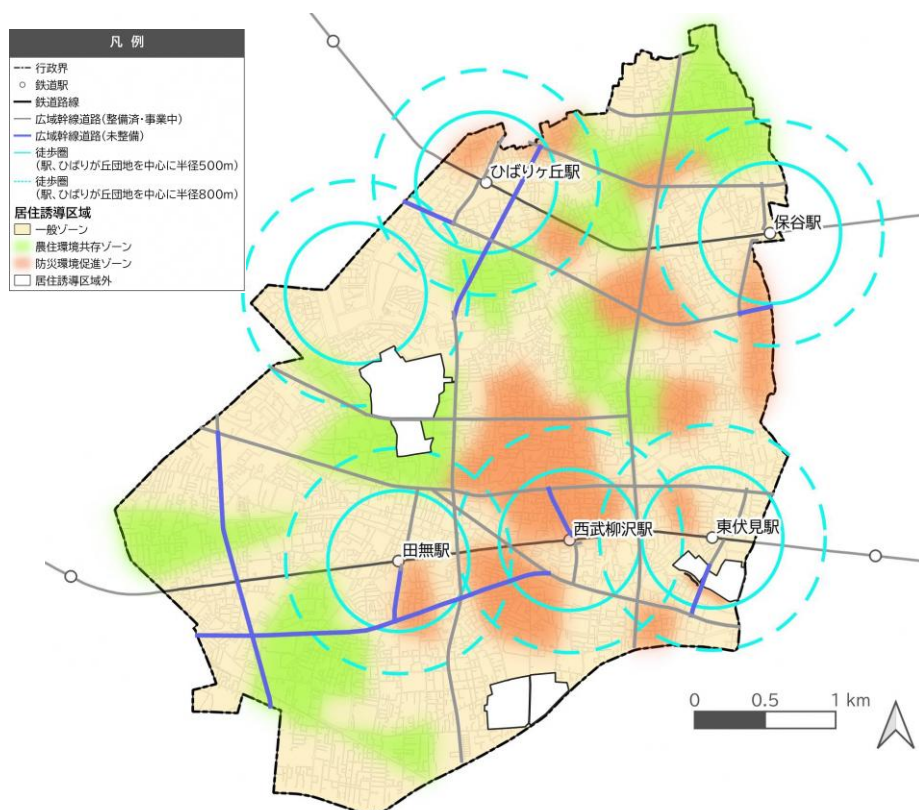 凡 例
行政界
鉄道駅
鉄道路線
広域幹線道路(整備済・事業中)
広域幹線道路(未整備)
徒歩圏
(駅、ひばりが丘団地を中心に半径500m)
徒歩圏
(駅、ひばりが丘団地を中心に半径800m)
居住誘導区域
一般ゾーン
農住環境共存ゾーン
防災環境促進ゾーン
居住誘導区域外
ひばりヶ丘駅
保谷駅
西武柳沢駅
東伏見駅
田無駅
0 0.5 1 km